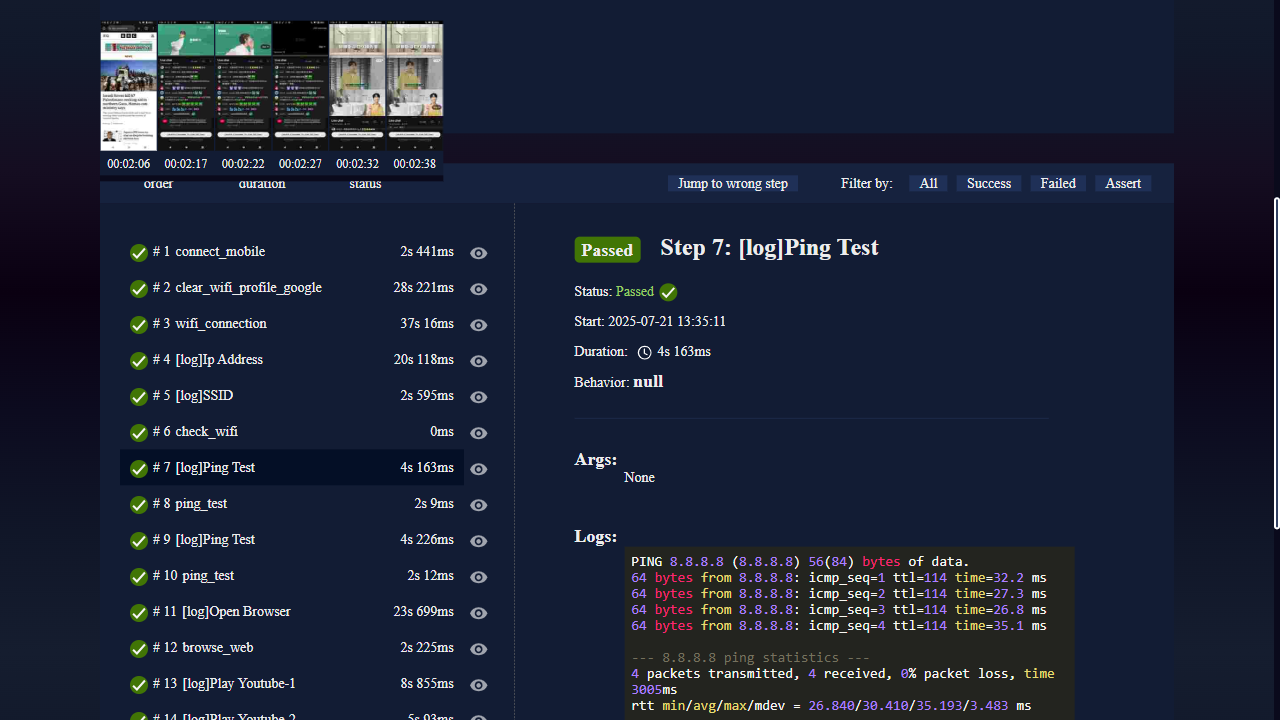 00:02:06 00:02:17 00:02:22 00:02:27 00:02:32 00:02:38
order duration status Jump to wrong step Filter by: All Success Failed Assert
# 1 connect_mobile 2s 441ms
# 2 clear_wifi_profile_google 28s 221ms
# 3 wifi_connection 37s 16ms
# 4 [log]Ip Address 20s 118ms
# 5 [log]SSID 2s 595ms
# 6 check_wifi 0ms
# 7 [log]Ping Test 4s 163ms
# 8 ping_test 2s 9ms
# 9 [log]Ping Test 4s 226ms
# 10 ping_test 2s 12ms
# 11 [log]Open Browser 23s 699ms
# 12 browse_web 2s 225ms
# 13 [log]Play Youtube-1 8s 855ms
# 14 [log]Play Youtube-2 5s 93ms
Passed Step 7: [log]Ping Test
Status: Passed
Start: 2025-07-21 13:35:11
Duration: 4s 163ms
Behavior: null
Args:
None
Logs:
PING 8.8.8.8 (8.8.8.8) 56(84) bytes of data.
64 bytes from 8.8.8.8: icmp_seq=1 ttl=114 time=32.2 ms
64 bytes from 8.8.8.8: icmp_seq=2 ttl=114 time=27.3 ms
64 bytes from 8.8.8.8: icmp_seq=3 ttl=114 time=26.8 ms
64 bytes from 8.8.8.8: icmp_seq=4 ttl=114 time=35.1 ms
--- 8.8.8.8 ping statistics ---
4 packets transmitted, 4 received, 0% packet loss, time
3005ms
rtt min/avg/max/mdev = 26.840/30.410/35.193/3.483 ms